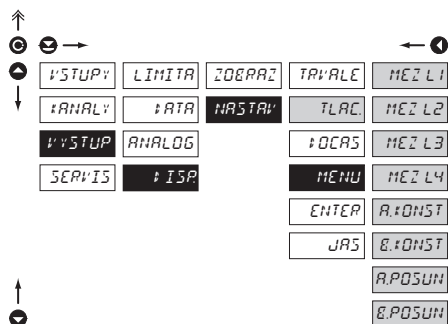 VSTUPY LIMITA ZOBRAZ TRVALE MEZ L1
KANALY DATA NASTAV TLAC. MEZ L2
VYSTUP ANALOG DOCAS MEZ L3
SERVIS DISP. MENU MEZ L4
ENTER A.KONST
JAS B.KONST
A.POSUN
B.POSUN